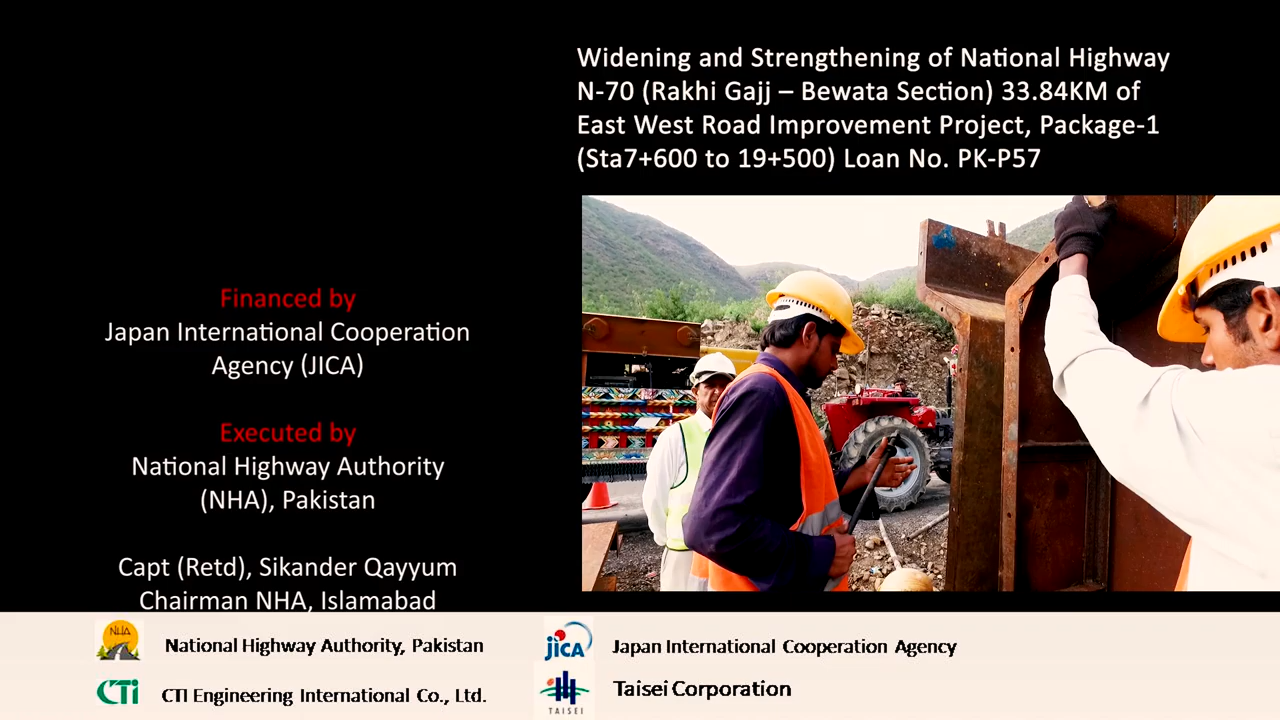 Widening and Strengthening of National Highway
N-70 (Rakhi Gajj – Bewata Section) 33.84KM of
East West Road Improvement Project, Package-1
(Sta7+600 to 19+500) Loan No. PK-P57
Financed by
Japan International Cooperation
Agency (JICA)
Executed by
National Highway Authority
(NHA), Pakistan
Capt (Retd), Sikander Qayyum
Chairman NHA, Islamabad
NHA
National Highway Authority, Pakistan
jICA
Japan International Cooperation Agency
CTi
CTI Engineering International Co., Ltd.
TAISEI
Taisei Corporation